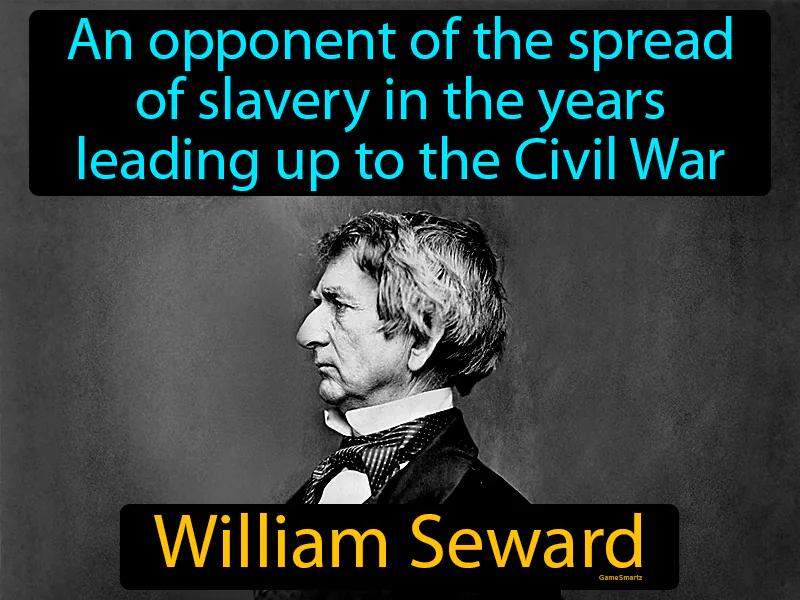 An opponent of the spread
of slavery in the years
leading up to the Civil War
William Seward
GameSmartz